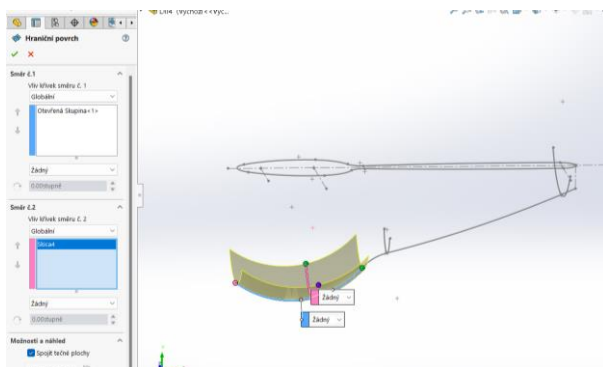 Hraniční povrch
Směr č.1
Vliv křivek směru č. 1
Globální
Otevřená Skupina<1>
Žádný
0.00stupně
Směr č.2
Vliv křivek směru č. 2
Globální
Skica4
Žádný
0.00stupně
Možnosti a náhled
Spojit tečné plochy
Žádný
Žádný